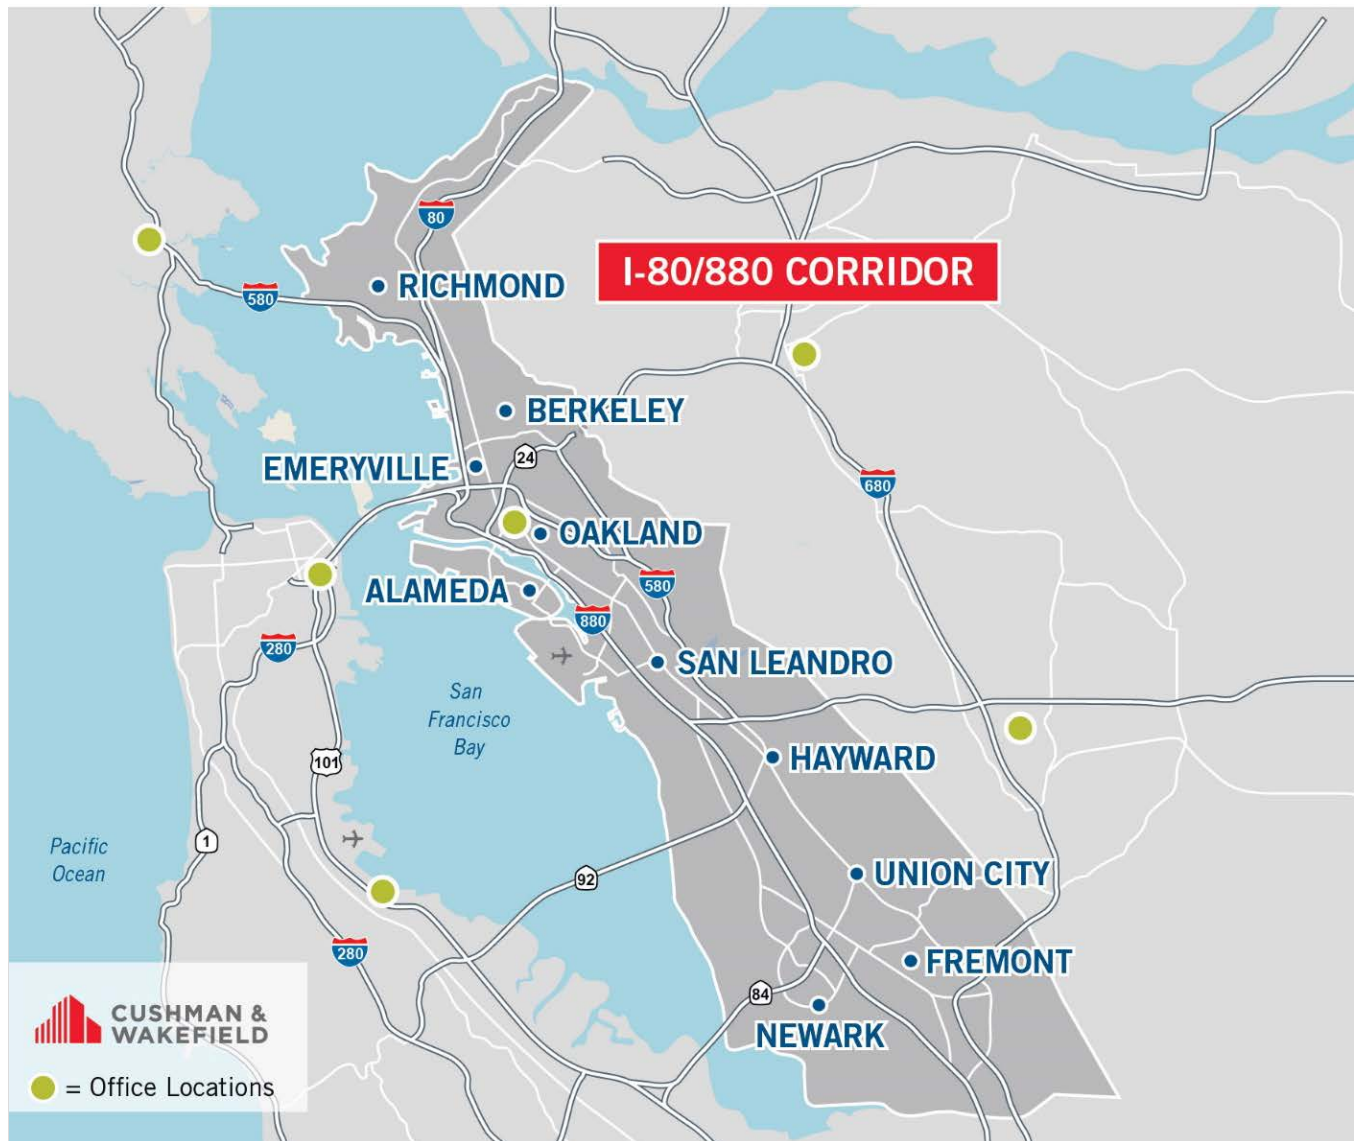 80
I-80/880 CORRIDOR
RICHMOND
580
BERKELEY
24
EMERYVILLE
680
OAKLAND
580
ALAMEDA
880
280
SAN LEANDRO
San
Francisco
Bay
HAYWARD
101
1
Pacific
Ocean
92
UNION CITY
280
FREMONT
84
NEWARK
CUSHMAN &
WAKEFIELD
= Office Locations